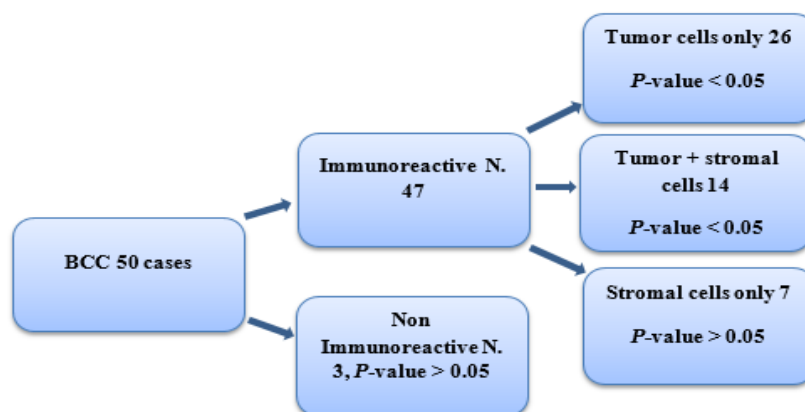 BCC 50 cases
Immunoreactive N.
47
Non
Immunoreactive N.
3, P-value > 0.05
Tumor cells only 26
P-value < 0.05
Tumor + stromal
cells 14
P-value < 0.05
Stromal cells only 7
P-value > 0.05